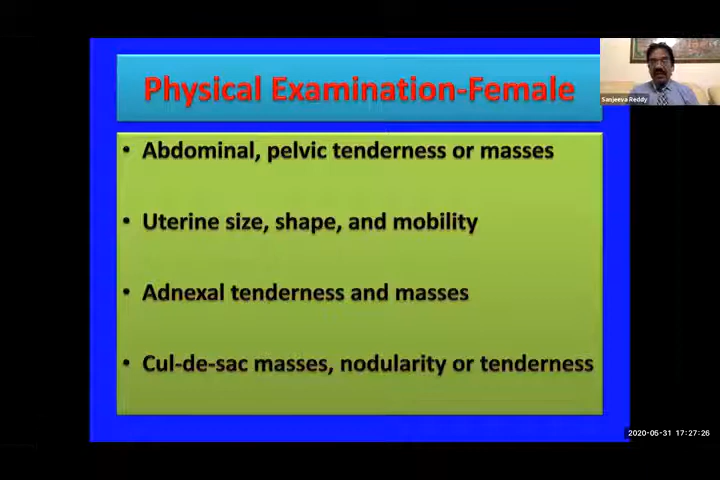 Physical Examination-Female
Sanjeeva Reddy
• Abdominal, pelvic tenderness or masses
• Uterine size, shape, and mobility
• Adnexal tenderness and masses
• Cul-de-sac masses, nodularity or tenderness
2020-05-31 17:27:26